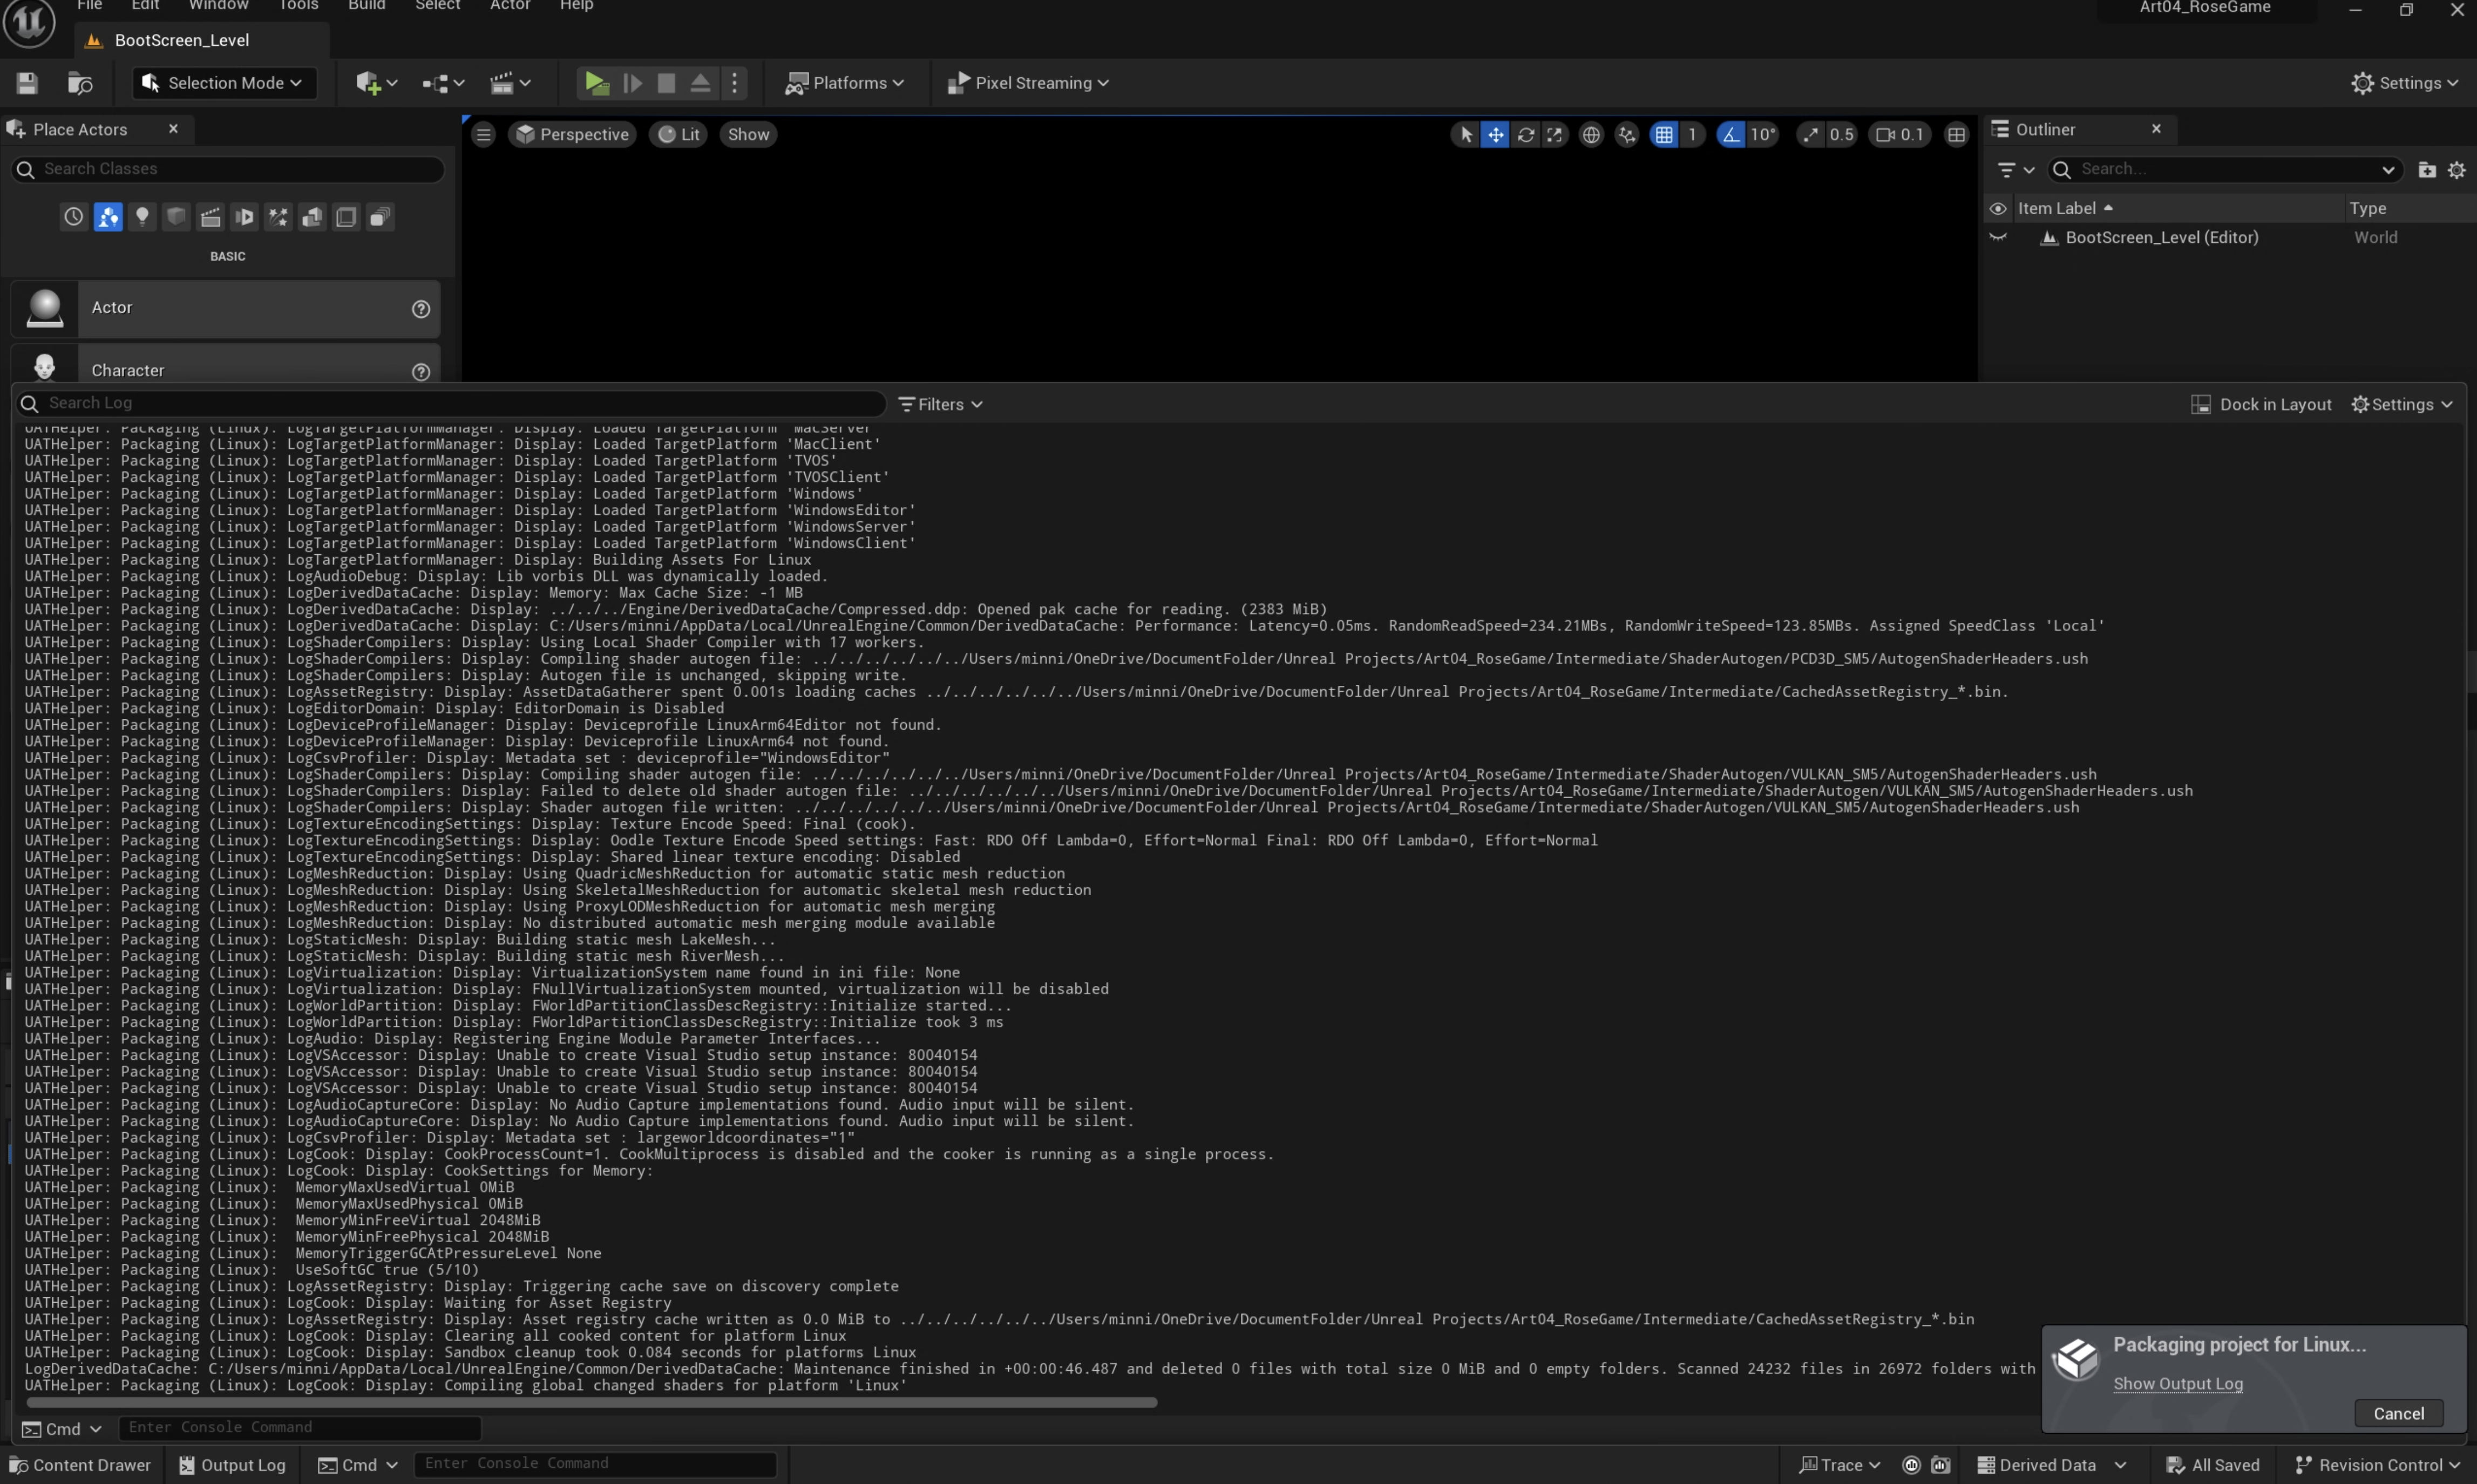 File Edit Window Tools Build Select Actor Help
Art04_RoseGame
BootScreen_Level
Selection Mode
Platforms
Pixel Streaming
Settings
Place Actors
Perspective
Lit
Show
1
10°
0.5
0.1
Outliner
Search Classes
Search...
Item Label
Type
BASIC
BootScreen_Level (Editor)
World
Actor
Character
Search Log
Filters
Dock in Layout
Settings
UATHelper: Packaging (Linux): LogTargetPlatformManager: Display: Loaded TargetPlatform 'MacServer'
UATHelper: Packaging (Linux): LogTargetPlatformManager: Display: Loaded TargetPlatform 'MacClient'
UATHelper: Packaging (Linux): LogTargetPlatformManager: Display: Loaded TargetPlatform 'TVOS'
UATHelper: Packaging (Linux): LogTargetPlatformManager: Display: Loaded TargetPlatform 'TVOSClient'
UATHelper: Packaging (Linux): LogTargetPlatformManager: Display: Loaded TargetPlatform 'Windows'
UATHelper: Packaging (Linux): LogTargetPlatformManager: Display: Loaded TargetPlatform 'WindowsEditor'
UATHelper: Packaging (Linux): LogTargetPlatformManager: Display: Loaded TargetPlatform 'WindowsServer'
UATHelper: Packaging (Linux): LogTargetPlatformManager: Display: Loaded TargetPlatform 'WindowsClient'
UATHelper: Packaging (Linux): LogTargetPlatformManager: Display: Building Assets For Linux
UATHelper: Packaging (Linux): LogAudioDebug: Display: Lib vorbis DLL was dynamically loaded.
UATHelper: Packaging (Linux): LogDerivedDataCache: Display: Memory: Max Cache Size: -1 MB
UATHelper: Packaging (Linux): LogDerivedDataCache: Display: ../../../Engine/DerivedDataCache/Compressed.ddp: Opened pak cache for reading. (2383 MiB)
UATHelper: Packaging (Linux): LogDerivedDataCache: Display: C:/Users/minni/AppData/Local/UnrealEngine/Common/DerivedDataCache: Performance: Latency=0.05ms. RandomReadSpeed=234.21MBs, RandomWriteSpeed=123.85MBs. Assigned SpeedClass 'Local'
UATHelper: Packaging (Linux): LogShaderCompilers: Display: Using Local Shader Compiler with 17 workers.
UATHelper: Packaging (Linux): LogShaderCompilers: Display: Compiling shader autogen file: ../../../../../../Users/minni/OneDrive/DocumentFolder/Unreal Projects/Art04_RoseGame/Intermediate/ShaderAutogen/PCD3D_SM5/AutogenShaderHeaders.ush
UATHelper: Packaging (Linux): LogShaderCompilers: Display: Autogen file is unchanged, skipping write.
UATHelper: Packaging (Linux): LogAssetRegistry: Display: AssetDataGatherer spent 0.001s loading caches ../../../../../../Users/minni/OneDrive/DocumentFolder/Unreal Projects/Art04_RoseGame/Intermediate/CachedAssetRegistry_*.bin.
UATHelper: Packaging (Linux): LogEditorDomain: Display: EditorDomain is Disabled
UATHelper: Packaging (Linux): LogDeviceProfileManager: Display: Deviceprofile LinuxArm64Editor not found.
UATHelper: Packaging (Linux): LogDeviceProfileManager: Display: Deviceprofile LinuxArm64 not found.
UATHelper: Packaging (Linux): LogCsvProfiler: Display: Metadata set : deviceprofile="WindowsEditor"
UATHelper: Packaging (Linux): LogShaderCompilers: Display: Compiling shader autogen file: ../../../../../../Users/minni/OneDrive/DocumentFolder/Unreal Projects/Art04_RoseGame/Intermediate/ShaderAutogen/VULKAN_SM5/AutogenShaderHeaders.ush
UATHelper: Packaging (Linux): LogShaderCompilers: Display: Failed to delete old shader autogen file: ../../../../../../Users/minni/OneDrive/DocumentFolder/Unreal Projects/Art04_RoseGame/Intermediate/ShaderAutogen/VULKAN_SM5/AutogenShaderHeaders.ush
UATHelper: Packaging (Linux): LogShaderCompilers: Display: Shader autogen file written: ../../../../../../Users/minni/OneDrive/DocumentFolder/Unreal Projects/Art04_RoseGame/Intermediate/ShaderAutogen/VULKAN_SM5/AutogenShaderHeaders.ush
UATHelper: Packaging (Linux): LogTextureEncodingSettings: Display: Texture Encode Speed: Final (cook).
UATHelper: Packaging (Linux): LogTextureEncodingSettings: Display: Oodle Texture Encode Speed settings: Fast: RDO Off Lambda=0, Effort=Normal Final: RDO Off Lambda=0, Effort=Normal
UATHelper: Packaging (Linux): LogTextureEncodingSettings: Display: Shared linear texture encoding: Disabled
UATHelper: Packaging (Linux): LogMeshReduction: Display: Using QuadricMeshReduction for automatic static mesh reduction
UATHelper: Packaging (Linux): LogMeshReduction: Display: Using SkeletalMeshReduction for automatic skeletal mesh reduction
UATHelper: Packaging (Linux): LogMeshReduction: Display: Using ProxyLODMeshReduction for automatic mesh merging
UATHelper: Packaging (Linux): LogMeshReduction: Display: No distributed automatic mesh merging module available
UATHelper: Packaging (Linux): LogStaticMesh: Display: Building static mesh LakeMesh...
UATHelper: Packaging (Linux): LogStaticMesh: Display: Building static mesh RiverMesh...
UATHelper: Packaging (Linux): LogVirtualization: Display: VirtualizationSystem name found in ini file: None
UATHelper: Packaging (Linux): LogVirtualization: Display: FNullVirtualizationSystem mounted, virtualization will be disabled
UATHelper: Packaging (Linux): LogWorldPartition: Display: FWorldPartitionClassDescRegistry::Initialize started...
UATHelper: Packaging (Linux): LogWorldPartition: Display: FWorldPartitionClassDescRegistry::Initialize took 3 ms
UATHelper: Packaging (Linux): LogAudio: Display: Registering Engine Module Parameter Interfaces...
UATHelper: Packaging (Linux): LogVSAccessor: Display: Unable to create Visual Studio setup instance: 80040154
UATHelper: Packaging (Linux): LogVSAccessor: Display: Unable to create Visual Studio setup instance: 80040154
UATHelper: Packaging (Linux): LogVSAccessor: Display: Unable to create Visual Studio setup instance: 80040154
UATHelper: Packaging (Linux): LogAudioCaptureCore: Display: No Audio Capture implementations found. Audio input will be silent.
UATHelper: Packaging (Linux): LogAudioCaptureCore: Display: No Audio Capture implementations found. Audio input will be silent.
UATHelper: Packaging (Linux): LogCsvProfiler: Display: Metadata set : largeworldcoordinates="1"
UATHelper: Packaging (Linux): LogCook: Display: CookProcessCount=1. CookMultiprocess is disabled and the cooker is running as a single process.
UATHelper: Packaging (Linux): LogCook: Display: CookSettings for Memory:
UATHelper: Packaging (Linux): MemoryMaxUsedVirtual 0MiB
UATHelper: Packaging (Linux): MemoryMaxUsedPhysical 0MiB
UATHelper: Packaging (Linux): MemoryMinFreeVirtual 2048MiB
UATHelper: Packaging (Linux): MemoryMinFreePhysical 2048MiB
UATHelper: Packaging (Linux): MemoryTriggerGCAtPressureLevel None
UATHelper: Packaging (Linux): UseSoftGC true (5/10)
UATHelper: Packaging (Linux): LogAssetRegistry: Display: Triggering cache save on discovery complete
UATHelper: Packaging (Linux): LogCook: Display: Waiting for Asset Registry
UATHelper: Packaging (Linux): LogAssetRegistry: Display: Asset registry cache written as 0.0 MiB to ../../../../../../Users/minni/OneDrive/DocumentFolder/Unreal Projects/Art04_RoseGame/Intermediate/CachedAssetRegistry_*.bin
UATHelper: Packaging (Linux): LogCook: Display: Clearing all cooked content for platform Linux
UATHelper: Packaging (Linux): LogCook: Display: Sandbox cleanup took 0.084 seconds for platforms Linux
LogDerivedDataCache: C:/Users/minni/AppData/Local/UnrealEngine/Common/DerivedDataCache: Maintenance finished in +00:00:46.487 and deleted 0 files with total size 0 MiB and 0 empty folders. Scanned 24232 files in 26972 folders with
UATHelper: Packaging (Linux): LogCook: Display: Compiling global changed shaders for platform 'Linux'
Packaging project for Linux...
Show Output Log
Cancel
Cmd
Enter Console Command
Content Drawer
Output Log
Cmd
Enter Console Command
Trace
Derived Data
All Saved
Revision Control